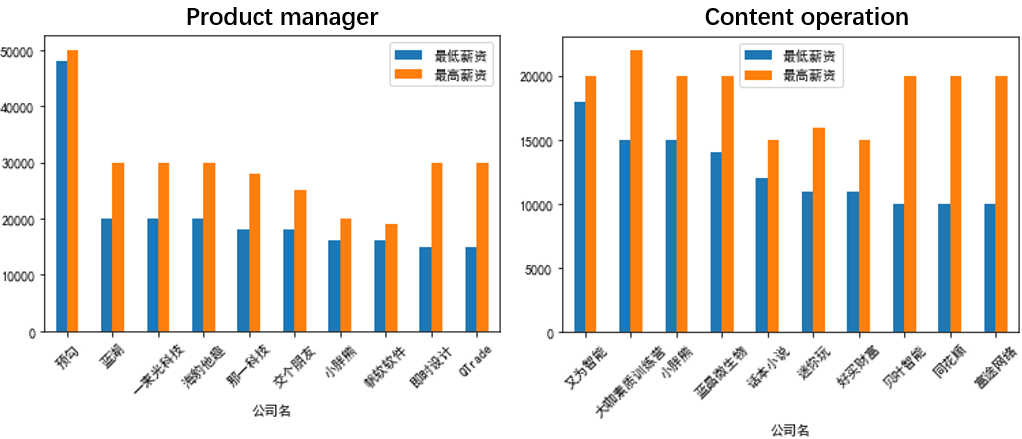 Product manager
50000
40000
30000
20000
10000
0
最低薪资
最高薪资
预勾
蓝湖
一束光科技
海豹他趣
那一科技
交个朋友
小胖熊
帆软软件
即时设计
QTrade
公司名
Content operation
20000
15000
10000
5000
0
最低薪资
最高薪资
又为智能
大咖素质训练营
小胖熊
蓝晶微生物
话本小说
迷你玩
好买财富
贝叶智能
同花顺
富途网络
公司名